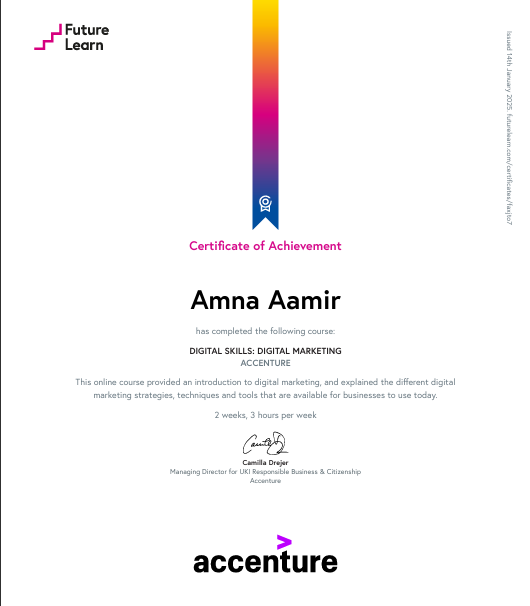 Future
Learn
Certificate of Achievement
Amna Aamir
has completed the following course:
DIGITAL SKILLS: DIGITAL MARKETING
ACCENTURE
This online course provided an introduction to digital marketing, and explained the different digital
marketing strategies, techniques and tools that are available for businesses to use today.
2 weeks, 3 hours per week
Camilla Drejer
Managing Director for UKI Responsible Business & Citizenship
Accenture
accenture
Issued 14th January 2025. futurelearn.com/certificates/